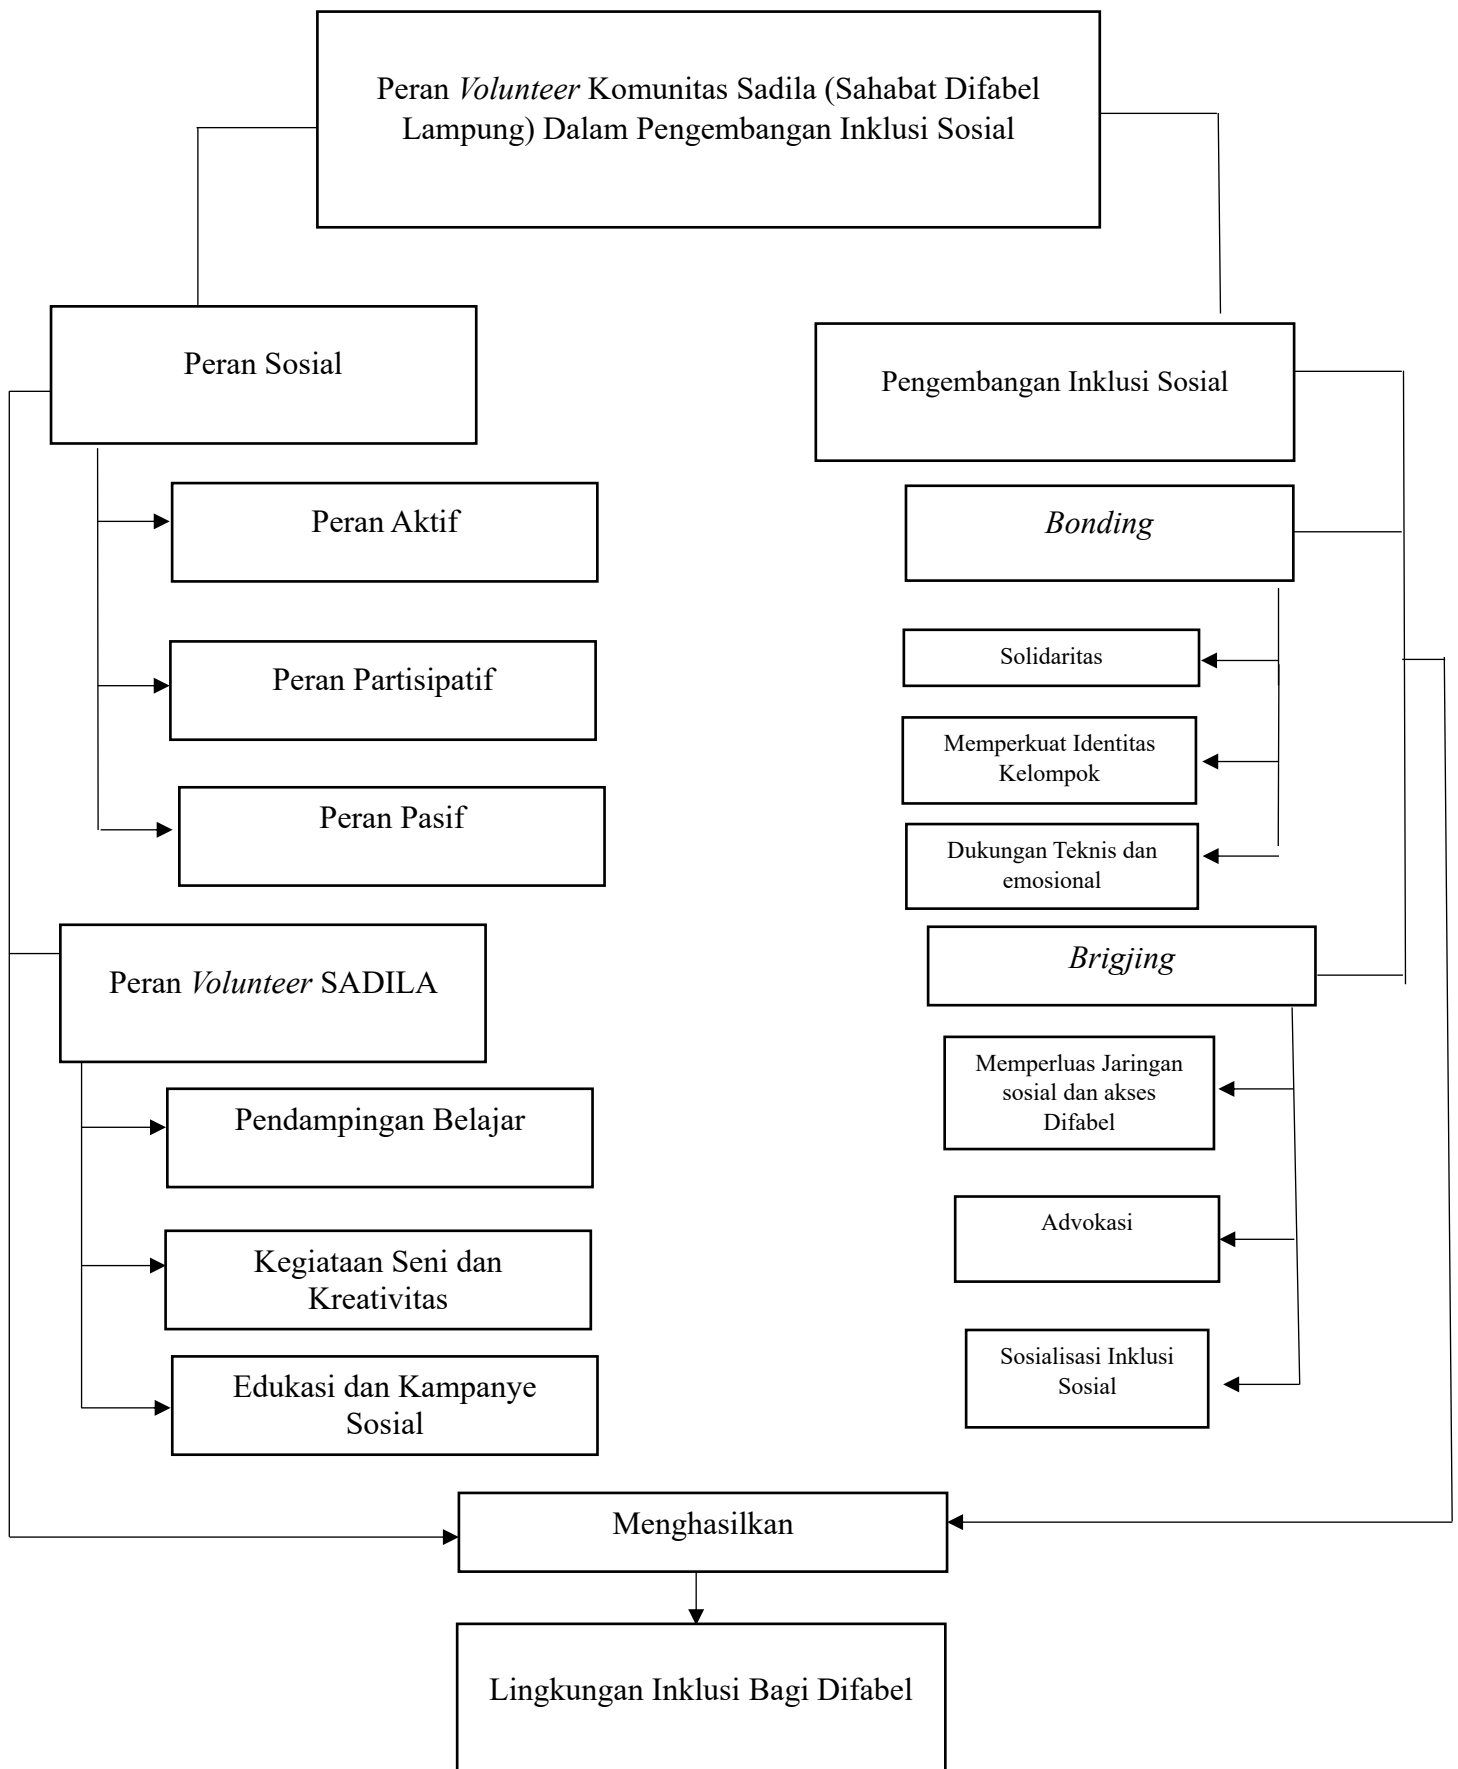 Peran Volunteer Komunitas Sadila (Sahabat Difabel
Lampung) Dalam Pengembangan Inklusi Sosial
Peran Sosial
Peran Aktif
Peran Partisipatif
Peran Pasif
Peran Volunteer SADILA
Pendampingan Belajar
Kegiataan Seni dan
Kreativitas
Edukasi dan Kampanye
Sosial
Pengembangan Inklusi Sosial
Bonding
Solidaritas
Memperkuat Identitas
Kelompok
Dukungan Teknis dan
emosional
Brigjing
Memperluas Jaringan
sosial dan akses
Difabel
Advokasi
Sosialisasi Inklusi
Sosial
Menghasilkan
Lingkungan Inklusi Bagi Difabel